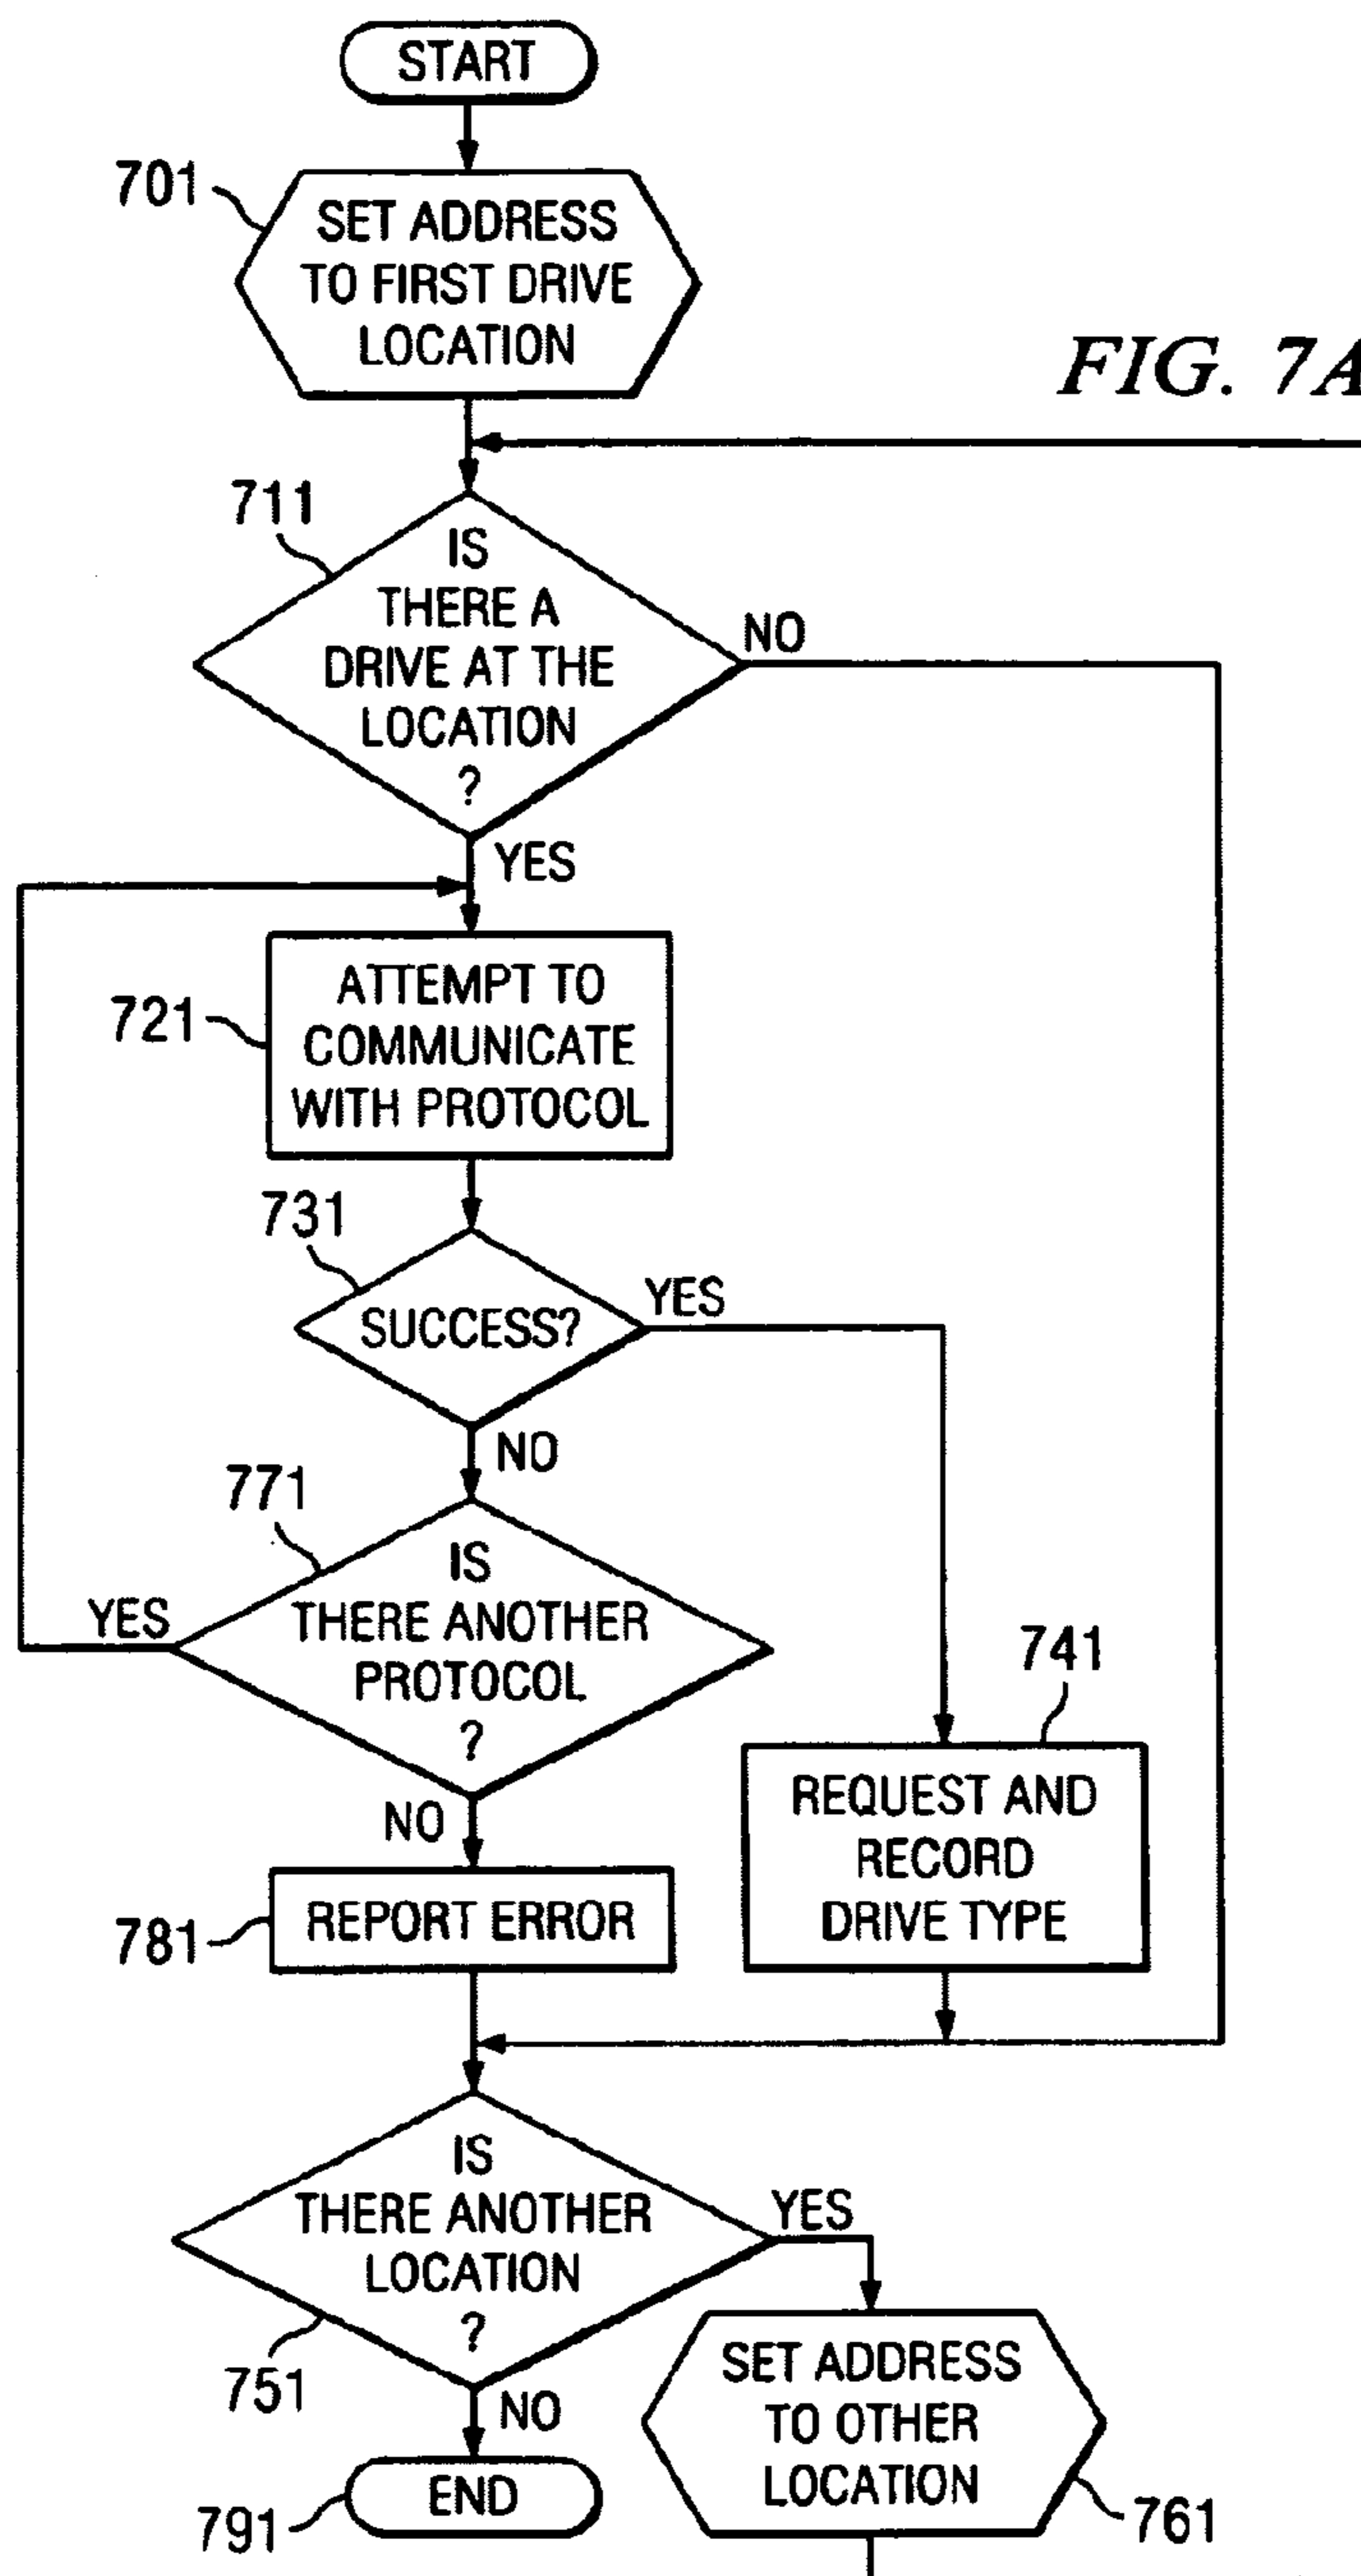 START
701
SET ADDRESS
TO FIRST DRIVE
LOCATION
FIG. 7A
711
IS
THERE A
DRIVE AT THE
LOCATION
?
NO
YES
721
ATTEMPT TO
COMMUNICATE
WITH PROTOCOL
731
SUCCESS?
YES
NO
771
IS
THERE ANOTHER
PROTOCOL
?
YES
NO
741
REQUEST AND
RECORD
DRIVE TYPE
781
REPORT ERROR
IS
THERE ANOTHER
LOCATION
?
YES
751
NO
SET ADDRESS
TO OTHER
LOCATION
761
END
791